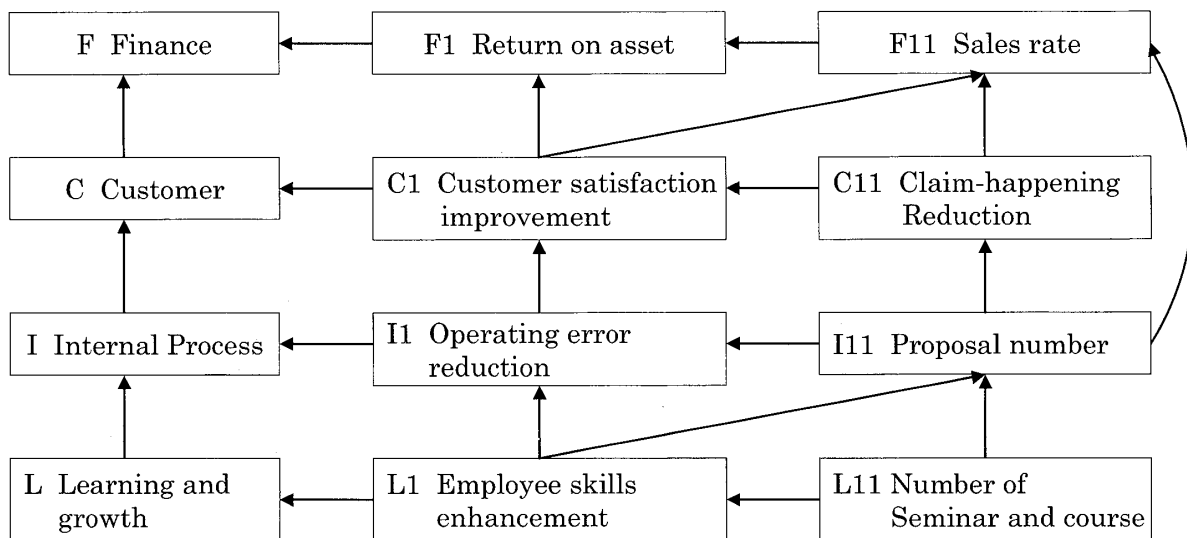 F Finance
F1 Return on asset
F11 Sales rate
C Customer
C1 Customer satisfaction
improvement
C11 Claim-happening
Reduction
I Internal Process
I1 Operating error
reduction
I11 Proposal number
L Learning and
growth
L1 Employee skills
enhancement
L11 Number of
Seminar and course